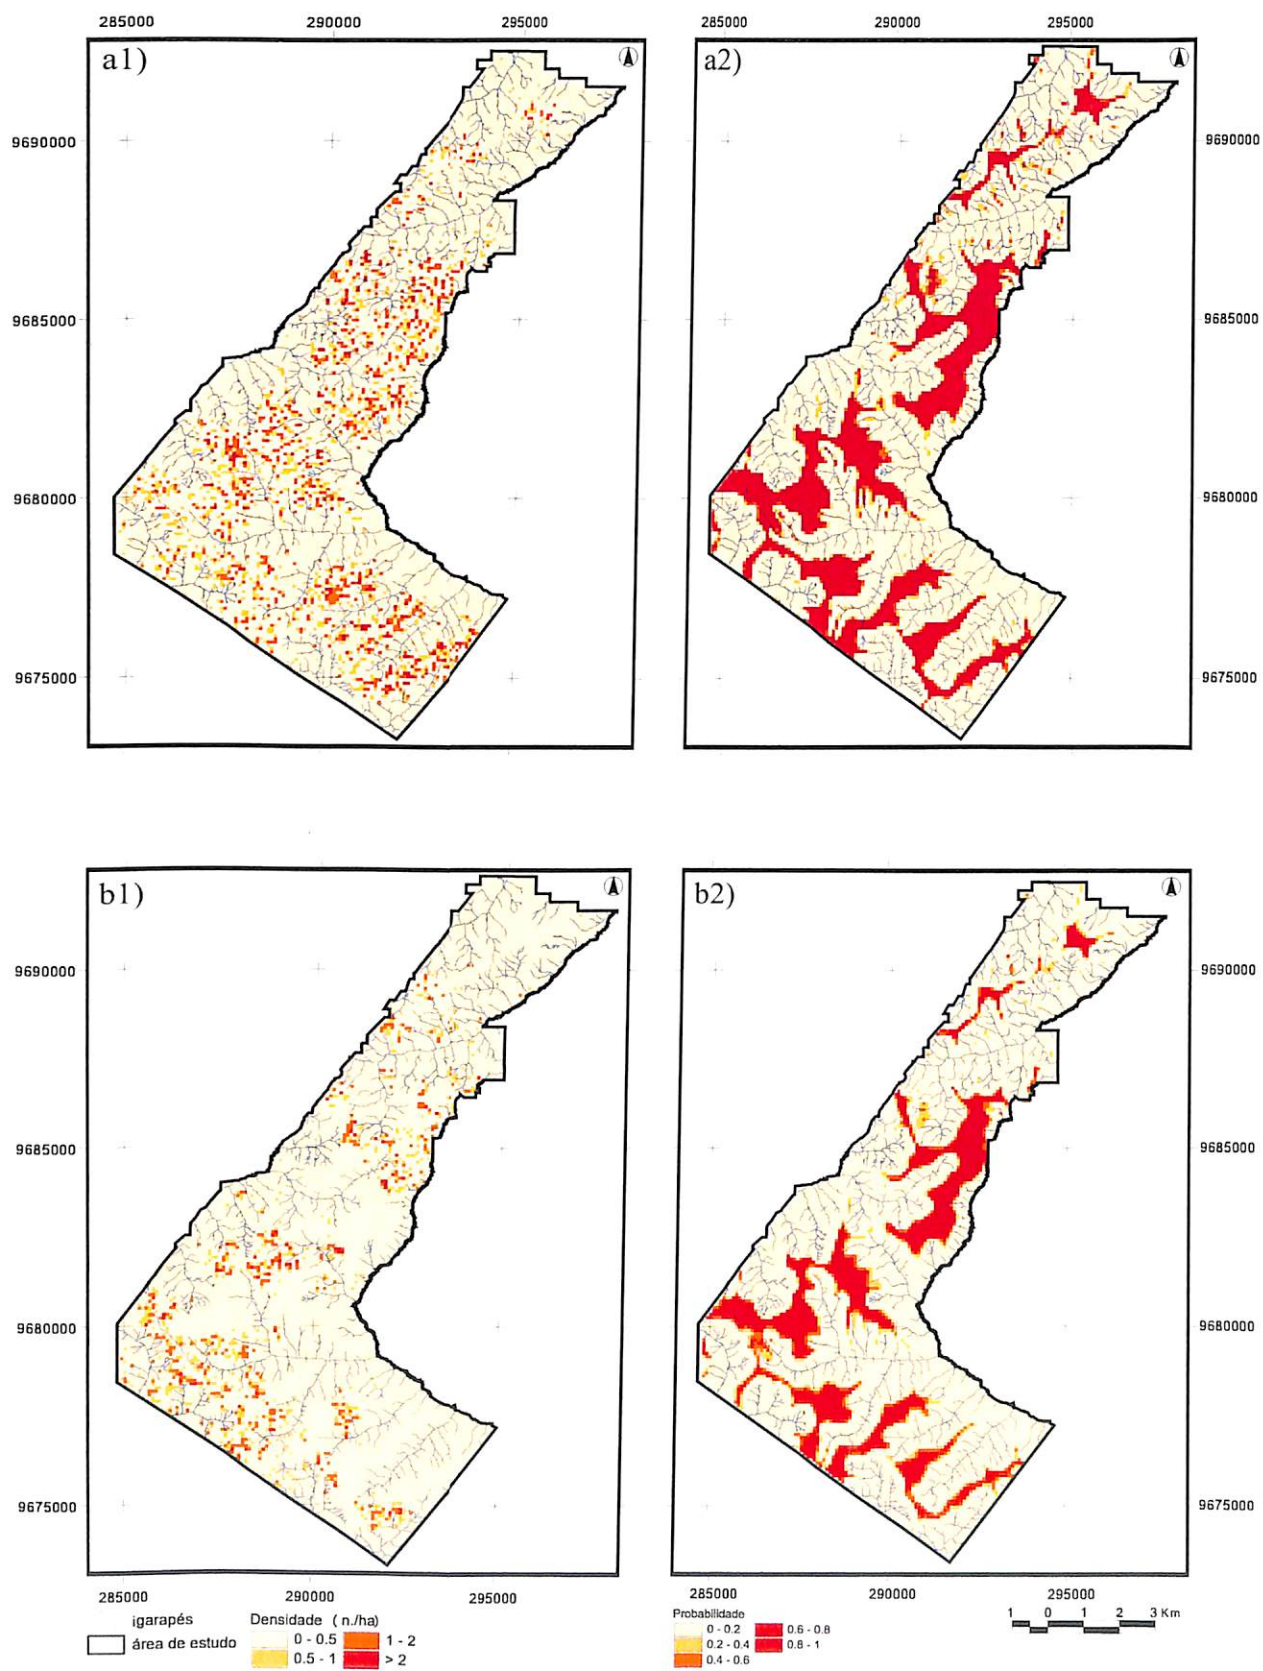 285000 290000 295000 285000 290000 295000
a1) a2)
9690000 9690000
9685000 9685000
9680000 9680000
9675000 9675000
b1) b2)
9690000 9690000
9685000 9685000
9680000 9680000
9675000 9675000
285000 290000 295000 285000 290000 295000
igarapés
área de estudo
Densidade ( n./ha)
0 - 0.5 1 - 2
0.5 - 1 > 2
Probabilidade
0 - 0.2 0.6 - 0.8
0.2 - 0.4 0.8 - 1
0.4 - 0.6
1 0 1 2 3 Km